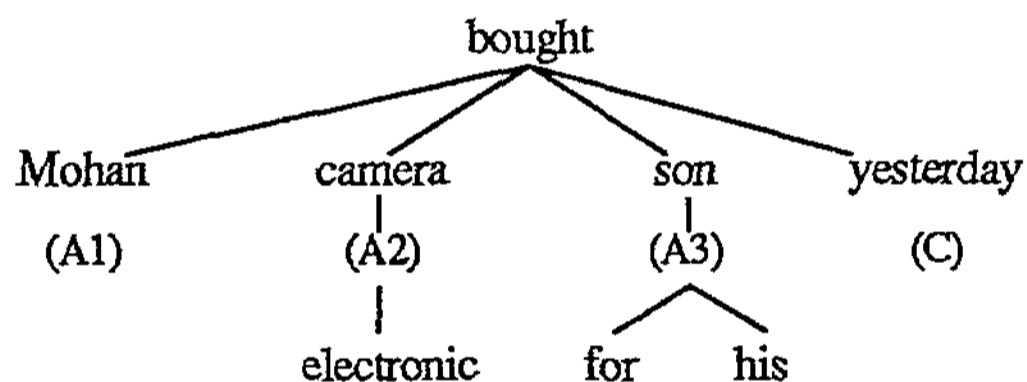 bought
Mohan camera son yesterday
(A1) (A2) (A3) (C)
electronic for his